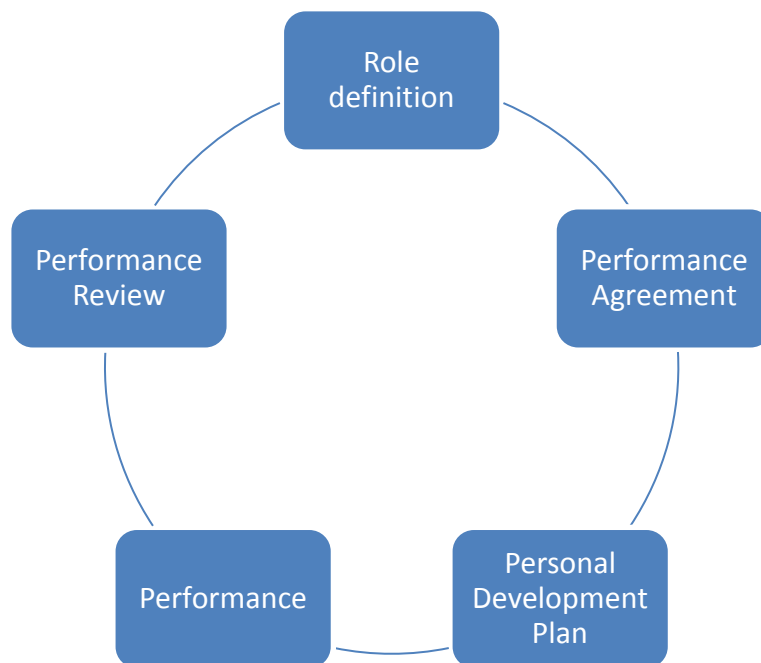 Role
definition
Performance
Agreement
Personal
Development
Plan
Performance
Performance
Review